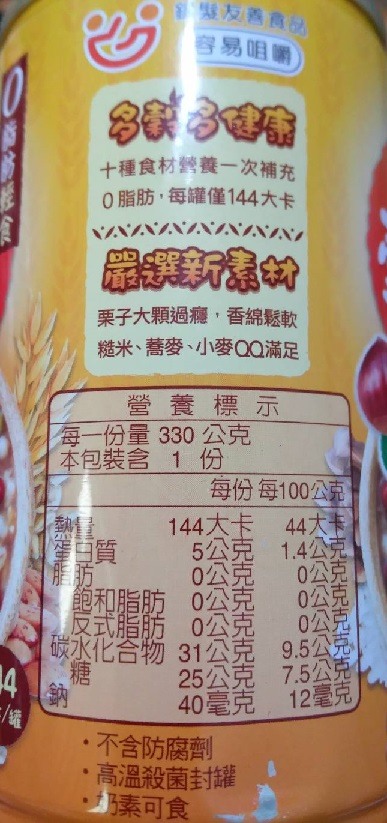 銀髮友善食品
容易咀嚼
多穀多健康
十種食材營養一次補充
0脂肪,每罐僅144大卡
嚴選新素材
栗子大顆過癮,香綿鬆軟
糙米、蕎麥、小麥QQ滿足
營養標示
每一份量 330 公克
本包裝含 1 份
每份 每100公克
熱量 144大卡 44大卡
蛋白質 5公克 1.4公克
脂肪 0公克 0公克
飽和脂肪 0公克 0公克
反式脂肪 0公克 0公克
碳水化合物 31公克 9.5公克
糖 25公克 7.5公克
鈉 40毫克 12毫克
・不含防腐劑
・高溫殺菌封罐
・奶素可食